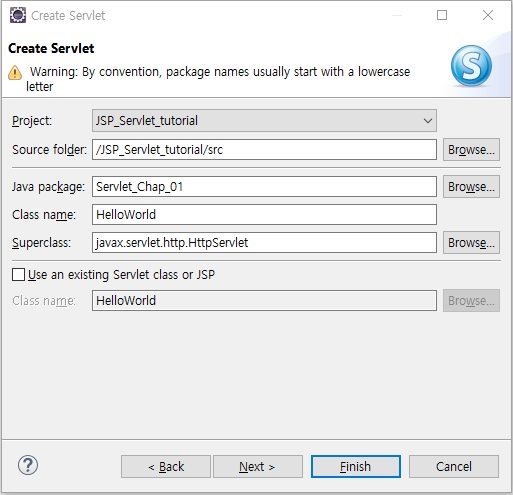 Create Servlet
Create Servlet
Warning: By convention, package names usually start with a lowercase
letter
Project: JSP_Servlet_tutorial
Source folder: /JSP_Servlet_tutorial/src Browse...
Java package: Servlet_Chap_01 Browse...
Class name: HelloWorld
Superclass: javax.servlet.http.HttpServlet Browse...
Use an existing Servlet class or JSP
Class name: HelloWorld Browse...
? < Back Next > Finish Cancel